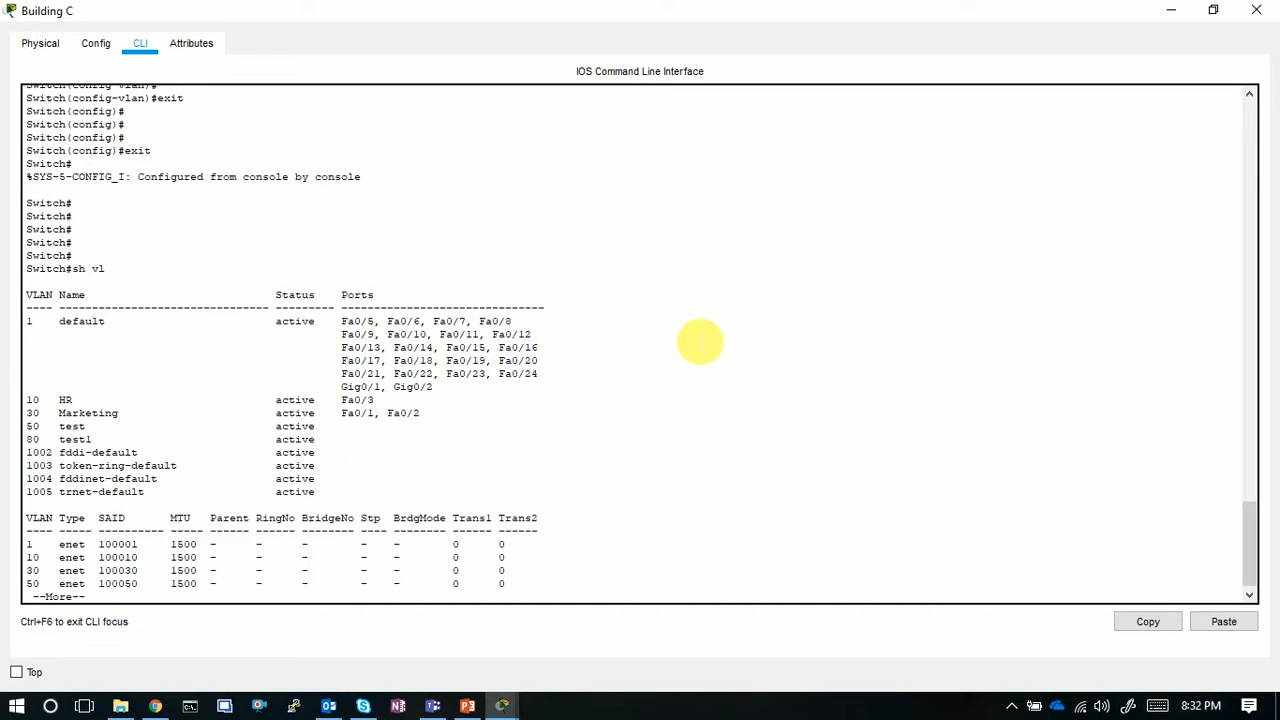 Building C
Physical Config CLI Attributes
IOS Command Line Interface
Switch(config-vlan)#
Switch(config-vlan)#exit
Switch(config)#
Switch(config)#
Switch(config)#
Switch(config)#exit
Switch#
%SYS-5-CONFIG_I: Configured from console by console
Switch#
Switch#
Switch#
Switch#
Switch#
Switch#sh vl
VLAN Name Status Ports
---- -------------------------------- --------- -------------------------------
1 default active Fa0/5, Fa0/6, Fa0/7, Fa0/8
Fa0/9, Fa0/10, Fa0/11, Fa0/12
Fa0/13, Fa0/14, Fa0/15, Fa0/16
Fa0/17, Fa0/18, Fa0/19, Fa0/20
Fa0/21, Fa0/22, Fa0/23, Fa0/24
Gig0/1, Gig0/2
10 HR active Fa0/3
30 Marketing active Fa0/1, Fa0/2
50 test active
80 test1 active
1002 fddi-default active
1003 token-ring-default active
1004 fddinet-default active
1005 trnet-default active
VLAN Type SAID MTU Parent RingNo BridgeNo Stp BrdgMode Trans1 Trans2
---- ----- ---------- ----- ------ ------ -------- ---- -------- ------ ------
1 enet 100001 1500 - - - - - 0 0
10 enet 100010 1500 - - - - - 0 0
30 enet 100030 1500 - - - - - 0 0
50 enet 100050 1500 - - - - - 0 0
--More--
Ctrl+F6 to exit CLI focus
Copy Paste
Top
8:32 PM